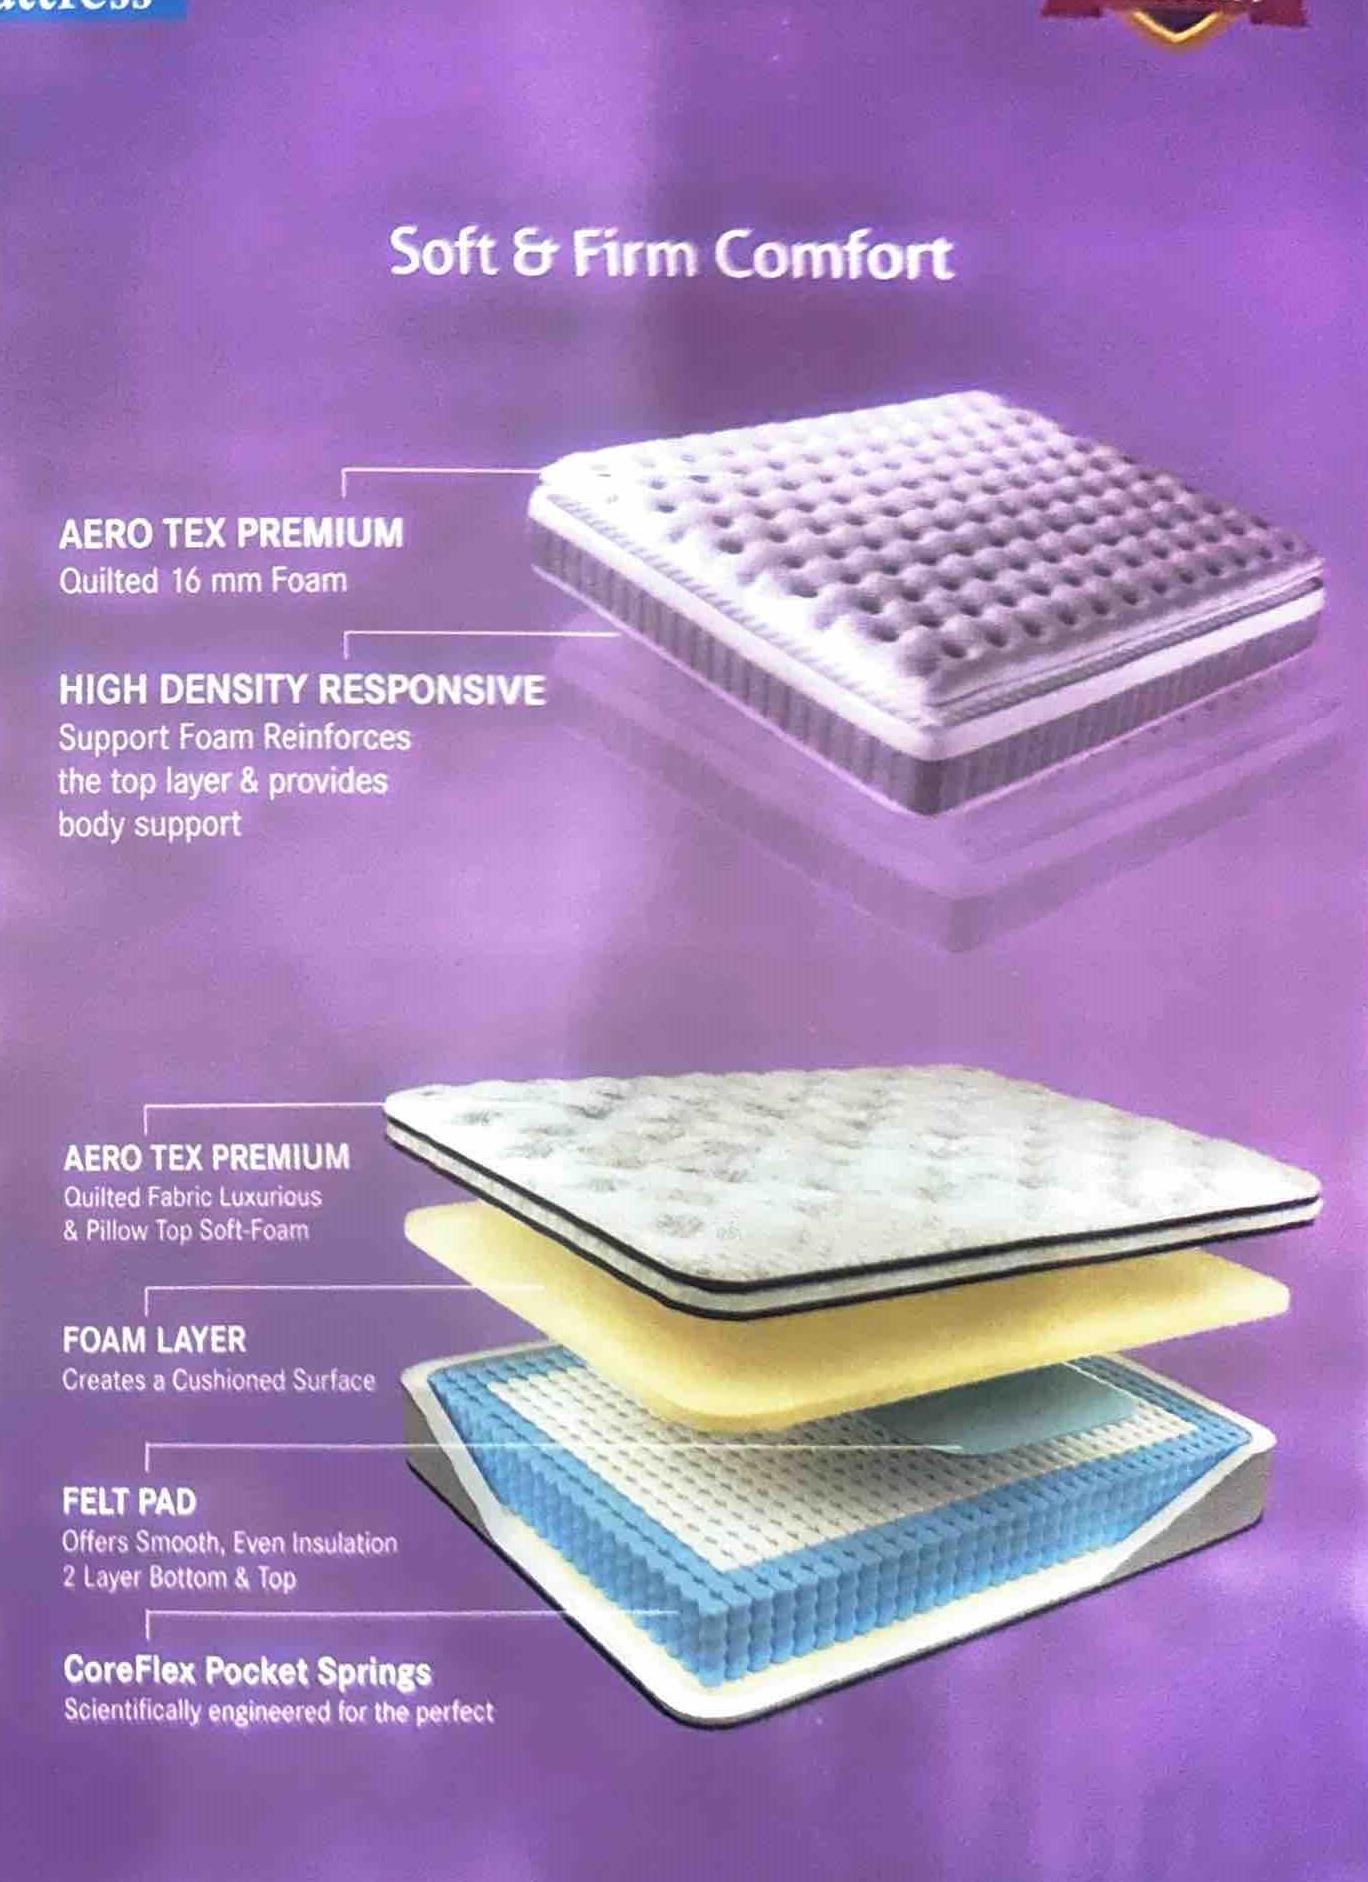 Soft & Firm Comfort
AERO TEX PREMIUM
Quilted 16 mm Foam
HIGH DENSITY RESPONSIVE
Support Foam Reinforces
the top layer & provides
body support
AERO TEX PREMIUM
Quilted Fabric Luxurious
& Pillow Top Soft-Foam
FOAM LAYER
Creates a Cushioned Surface
FELT PAD
Offers Smooth, Even Insulation
2 Layer Bottom & Top
CoreFlex Pocket Springs
Scientifically engineered for the perfect